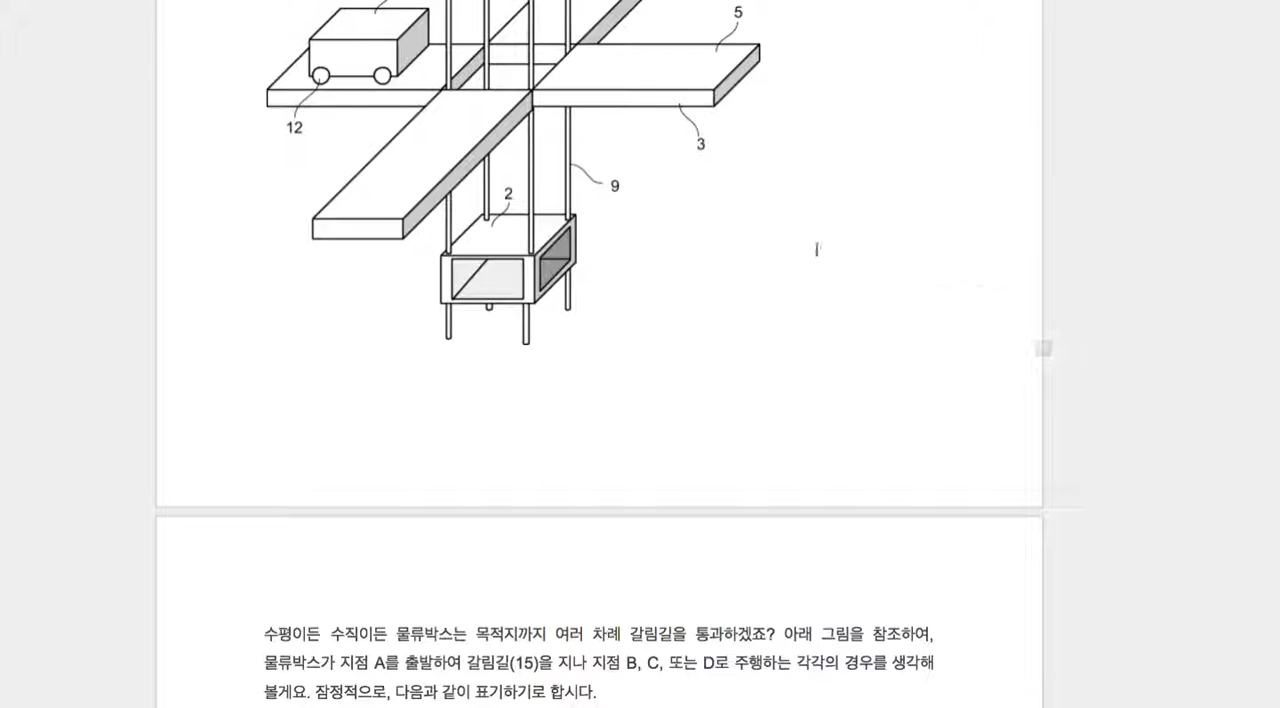 5
12
3
9
2
수평이든 수직이든 물류박스는 목적지까지 여러 차례 갈림길을 통과하겠죠? 아래 그림을 참조하여,
물류박스가 지점 A를 출발하여 갈림길(15)을 지나 지점 B, C, 또는 D로 주행하는 각각의 경우를 생각해
볼게요. 잠정적으로, 다음과 같이 표기하기로 합시다.